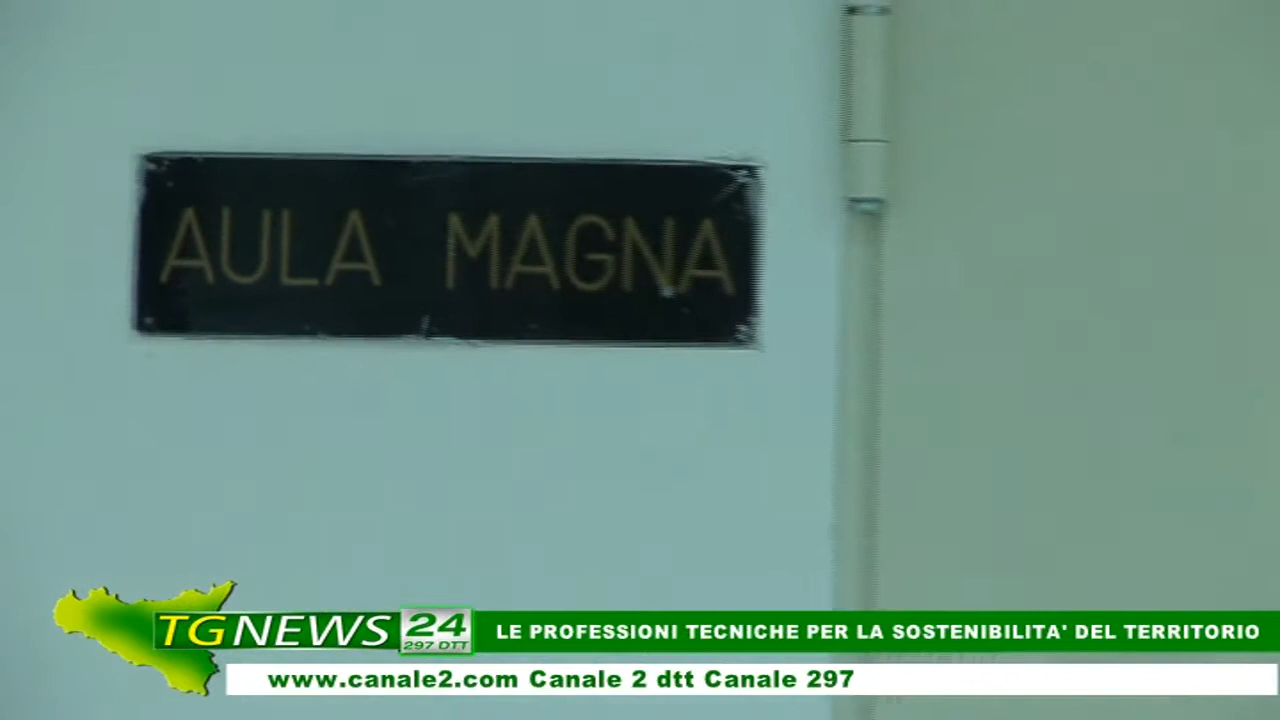 AULA MAGNA
TGNEWS 24
297 DTT
LE PROFESSIONI TECNICHE PER LA SOSTENIBILITA' DEL TERRITORIO
www.canale2.com Canale 2 dtt Canale 297